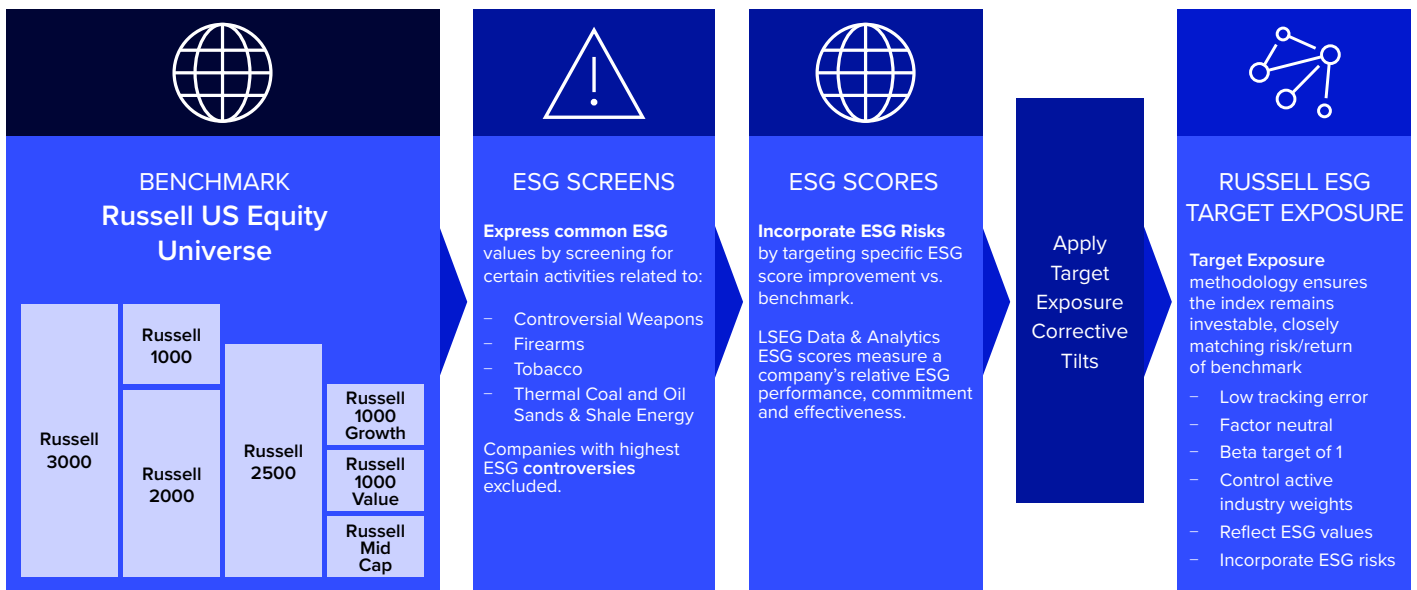 BENCHMARK
Russell US Equity
Universe
Russell
3000
Russell
1000
Russell
2000
Russell
2500
Russell
1000
Growth
Russell
1000
Value
Russell
Mid
Cap
ESG SCREENS
Express common ESG
values by screening for
certain activities related to:
– Controversial Weapons
– Firearms
– Tobacco
– Thermal Coal and Oil
Sands & Shale Energy
Companies with highest
ESG controversies
excluded.
ESG SCORES
Incorporate ESG Risks
by targeting specific ESG
score improvement vs.
benchmark.
LSEG Data & Analytics
ESG scores measure a
company’s relative ESG
performance, commitment
and effectiveness.
Apply
Target
Exposure
Corrective
Tilts
RUSSELL ESG
TARGET EXPOSURE
Target Exposure
methodology ensures
the index remains
investable, closely
matching risk/return
of benchmark
– Low tracking error
– Factor neutral
– Beta target of 1
– Control active
industry weights
– Reflect ESG values
– Incorporate ESG risks